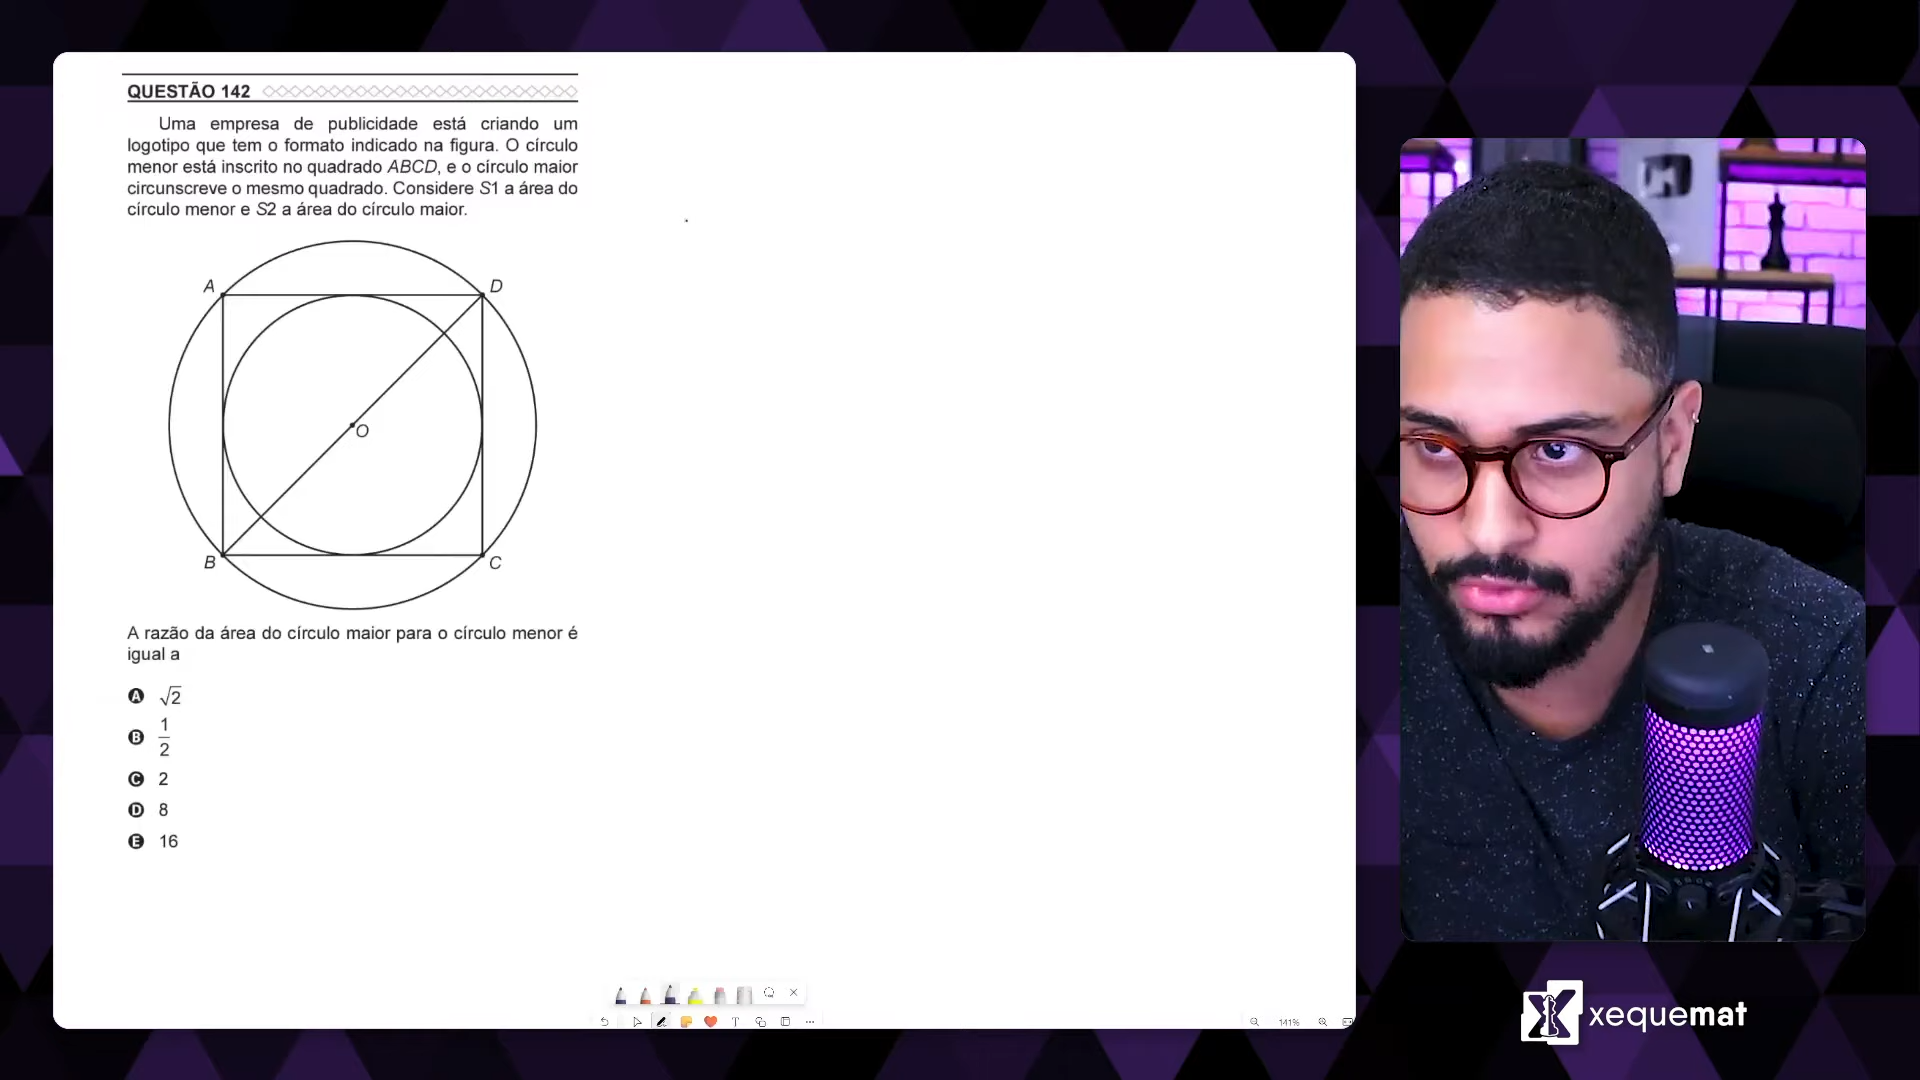 QUESTÃO 142
Uma empresa de publicidade está criando um
logotipo que tem o formato indicado na figura. O círculo
menor está inscrito no quadrado ABCD, e o círculo maior
circunscreve o mesmo quadrado. Considere S1 a área do
círculo menor e S2 a área do círculo maior.
A
D
O
B
C
A razão da área do círculo maior para o círculo menor é
igual a
A √2
B 1/2
C 2
D 8
E 16
T
141%
xequemat